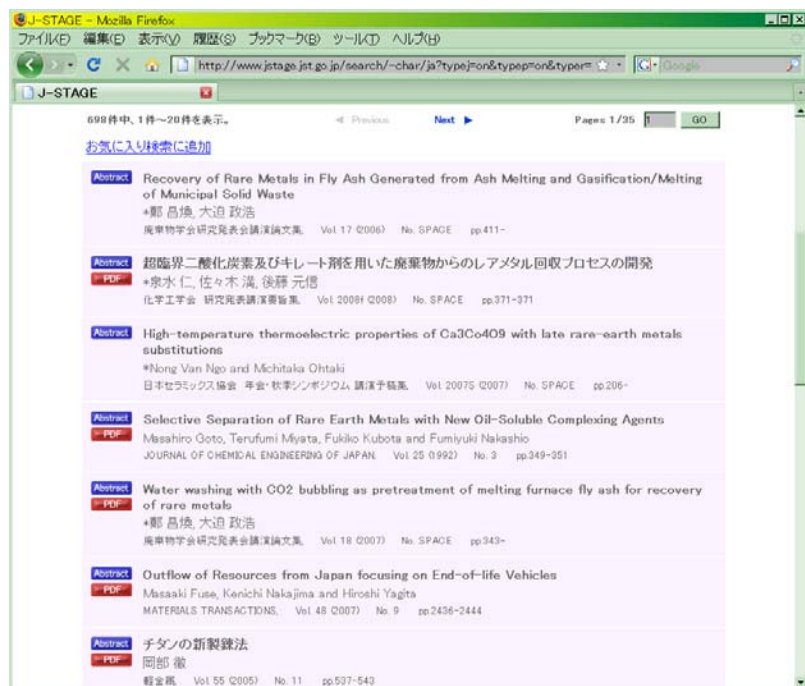 J-STAGE - Mozilla Firefox
ファイル(F) 編集(E) 表示(V) 履歴(S) ブックマーク(B) ツール(T) ヘルプ(H)
http://www.jstage.jst.go.jp/search/-char/ja?typej=on&typep=on&typer= Google
J-STAGE
698件中、1件~20件を表示。 Previous Next Pages 1/35 1 GO
お気に入り検索に追加
Abstract Recovery of Rare Metals in Fly Ash Generated from Ash Melting and Gasification/Melting
of Municipal Solid Waste
*鄭 昌煥, 大迫 政浩
廃棄物学会研究発表会講演論文集, Vol. 17 (2006) No. SPACE pp.411-
Abstract 超臨界二酸化炭素及びキレート剤を用いた廃棄物からのレアメタル回収プロセスの開発
PDF *泉水 仁, 佐々木 満, 後藤 元信
化学工学会 研究発表講演要旨集, Vol. 2008f (2008) No. SPACE pp.371-371
Abstract High-temperature thermoelectric properties of Ca3Co4O9 with late rare-earth metals
substitutions
*Nong Van Ngo and Michitaka Ohtaki
日本セラミックス協会 年会・秋季シンポジウム 講演予稿集, Vol. 2007S (2007) No. SPACE pp.206-
Abstract Selective Separation of Rare Earth Metals with New Oil-Soluble Complexing Agents
PDF Masahiro Goto, Terufumi Miyata, Fukiko Kubota and Fumiyuki Nakashio
JOURNAL OF CHEMICAL ENGINEERING OF JAPAN, Vol. 25 (1992) No. 3 pp.349-351
Abstract Water washing with CO2 bubbling as pretreatment of melting furnace fly ash for recovery
PDF of rare metals
*鄭 昌煥, 大迫 政浩
廃棄物学会研究発表会講演論文集, Vol. 18 (2007) No. SPACE pp.343-
Abstract Outflow of Resources from Japan focusing on End-of-life Vehicles
PDF Masaaki Fuse, Kenichi Nakajima and Hiroshi Yagita
MATERIALS TRANSACTIONS, Vol. 48 (2007) No. 9 pp.2436-2444
Abstract チタンの新製錬法
PDF 岡部 徹
軽金属, Vol. 55 (2005) No. 11 pp.537-543